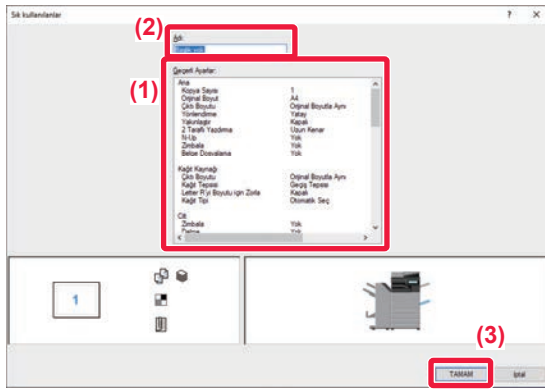 Sık kullanılanlar
?
X
(2)
Adı:
(1)
Geçerli Ayarlar:
Ana
Kopya Sayısı 1
Orijinal Boyut A4
Çıktı Boyutu Orijinal Boyutla Aynı
Yönlendirme Yatay
Yakınlaştır Kapalı
2 Taraflı Yazdırma Uzun Kenar
N-Up Yok
Zımbala Yok
Belge Dosyalama Yok
Kağıt Kaynağı
Çıktı Boyutu Orijinal Boyutla Aynı
Kağıt Tepsisi Geçiş Tepsisi
Letter R'yi Boyutu için Zorla Kapalı
Kağıt Tipi Otomatik Seç
Cilt
Zımbala Yok
Delme Yok
1
(3)
TAMAM
İptal